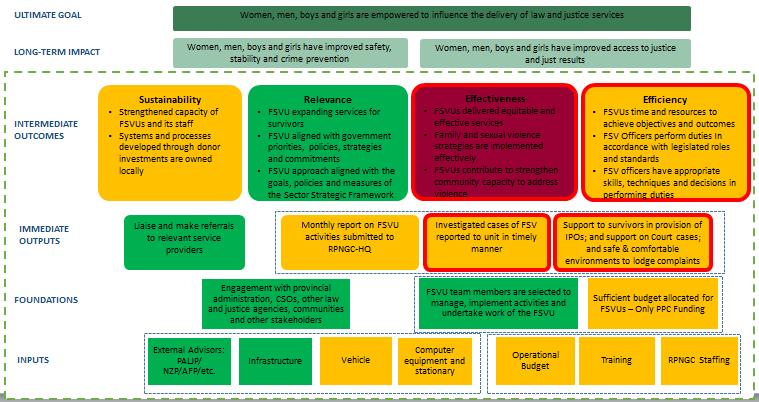 ULTIMATE GOAL
Women, men, boys and girls are empowered to influence the delivery of law and justice services
LONG-TERM IMPACT
Women, men, boys and girls have improved safety,
stability and crime prevention
Women, men, boys and girls have improved access to justice
and just results
INTERMEDIATE
OUTCOMES
Sustainability
• Strengthened capacity of
FSVUs and its staff
• Systems and processes
developed through donor
investments are owned
locally
Relevance
• FSVU expanding services for
survivors
• FSVU aligned with government
priorities, policies, strategies
and commitments
• FSVU approach aligned with the
goals, policies and measures of
the Sector Strategic Framework
Effectiveness
• FSVUs delivered equitable and
effective services
• Family and sexual violence
strategies are implemented
effectively
• FSVUs contribute to strengthen
community capacity to address
violence
Efficiency
• FSVUs time and resources to
achieve objectives and outcomes
• FSV Officers perform duties in
accordance with legislated roles
and standards
• FSV officers have appropriate
skills, techniques and decisions in
performing duties
IMMEDIATE
OUTPUTS
Liaise and make referrals
to relevant service
providers
Monthly report on FSVU
activities submitted to
RPNGC-HQ
Investigated cases of FSV
reported to unit in timely
manner
Support to survivors in provision of
IPOs; and support on Court cases;
and safe & comfortable
environments to lodge complaints
FOUNDATIONS
Engagement with provincial
administration, CSOs, other law
and justice agencies, communities
and other stakeholders
FSVU team members are selected to
manage, implement activities and
undertake work of the FSVU
Sufficient budget allocated for
FSVUs – Only PPC Funding
INPUTS
External Advisors:
PALJP/
NZP/AFP/etc.
Infrastructure
Vehicle
Computer
equipment and
stationary
Operational
Budget
Training
RPNGC Staffing